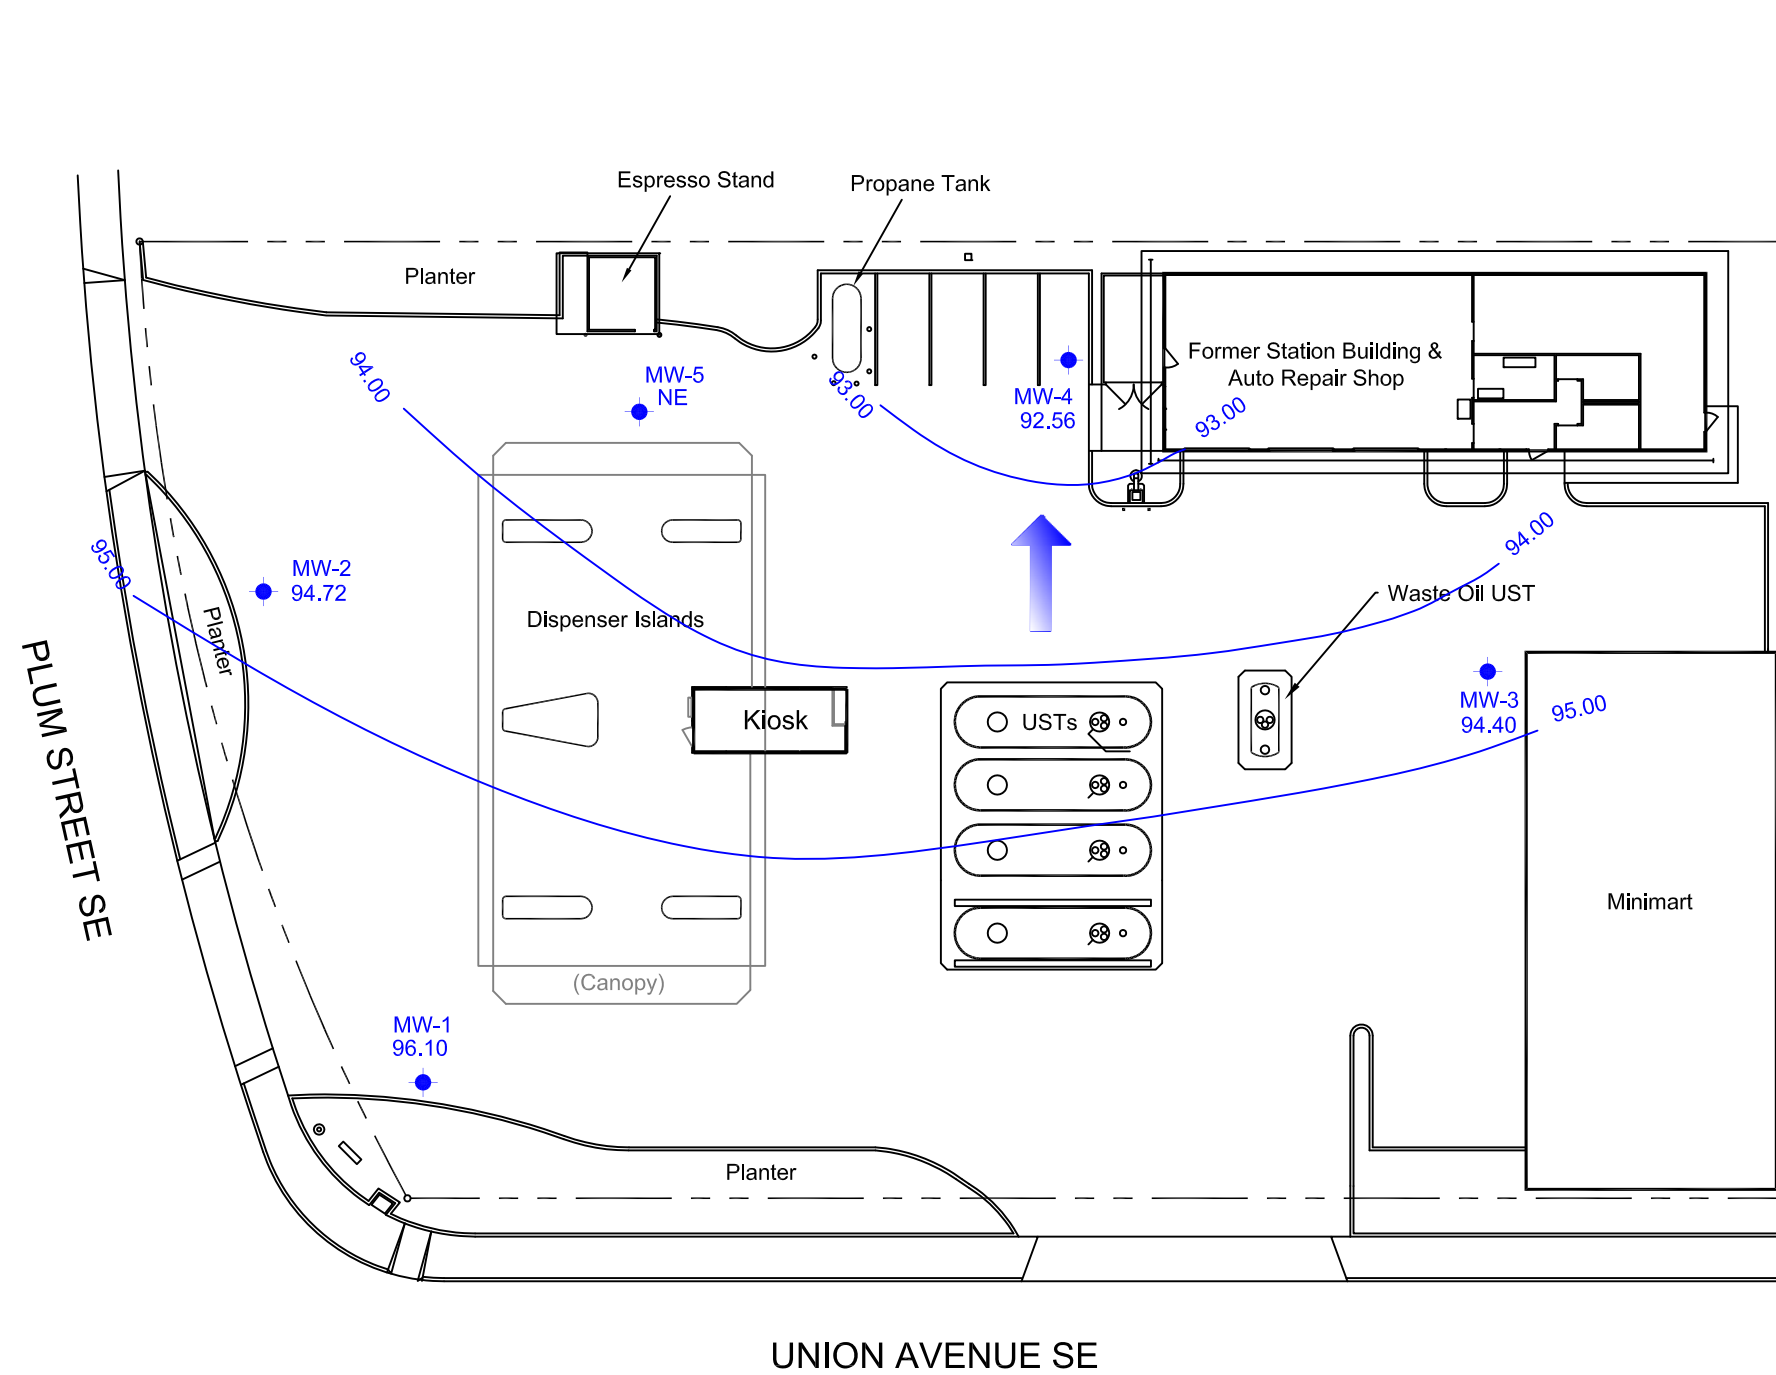 Espresso Stand
Propane Tank
Planter
94.00
MW-5
NE
93.00
MW-4
92.56
Former Station Building &
Auto Repair Shop
93.00
95.00
MW-2
94.72
Planter
Dispenser Islands
94.00
Waste Oil UST
PLUM STREET SE
Kiosk
USTs
MW-3
94.40
95.00
Minimart
(Canopy)
MW-1
96.10
Planter
UNION AVENUE SE